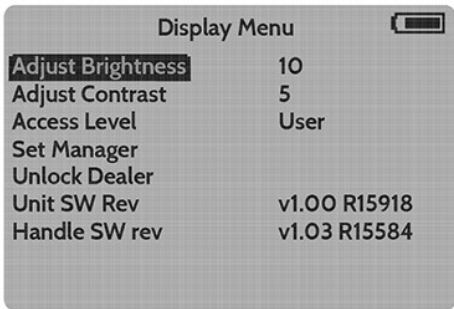 Display Menu
Adjust Brightness 10
Adjust Contrast 5
Access Level User
Set Manager
Unlock Dealer
Unit SW Rev v1.00 R15918
Handle SW rev v1.03 R15584